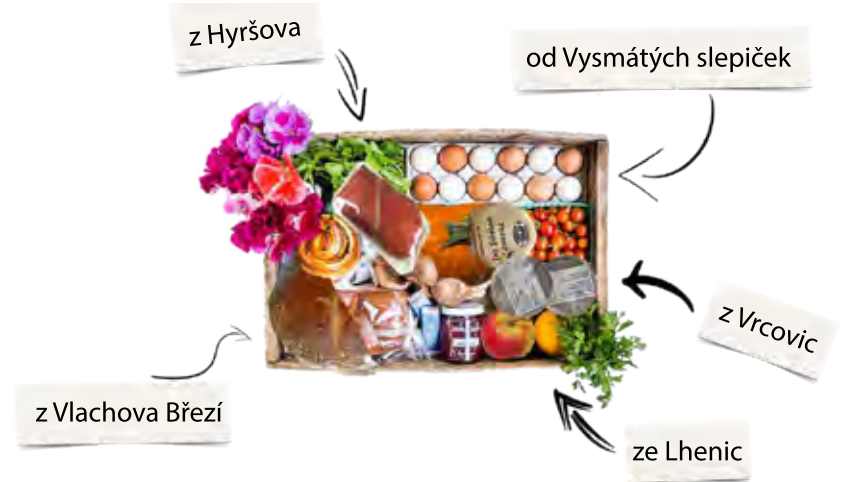 z Hyršova
od Vysmátých slepiček
z Vrcovic
z Vlachova Březí
ze Lhenic